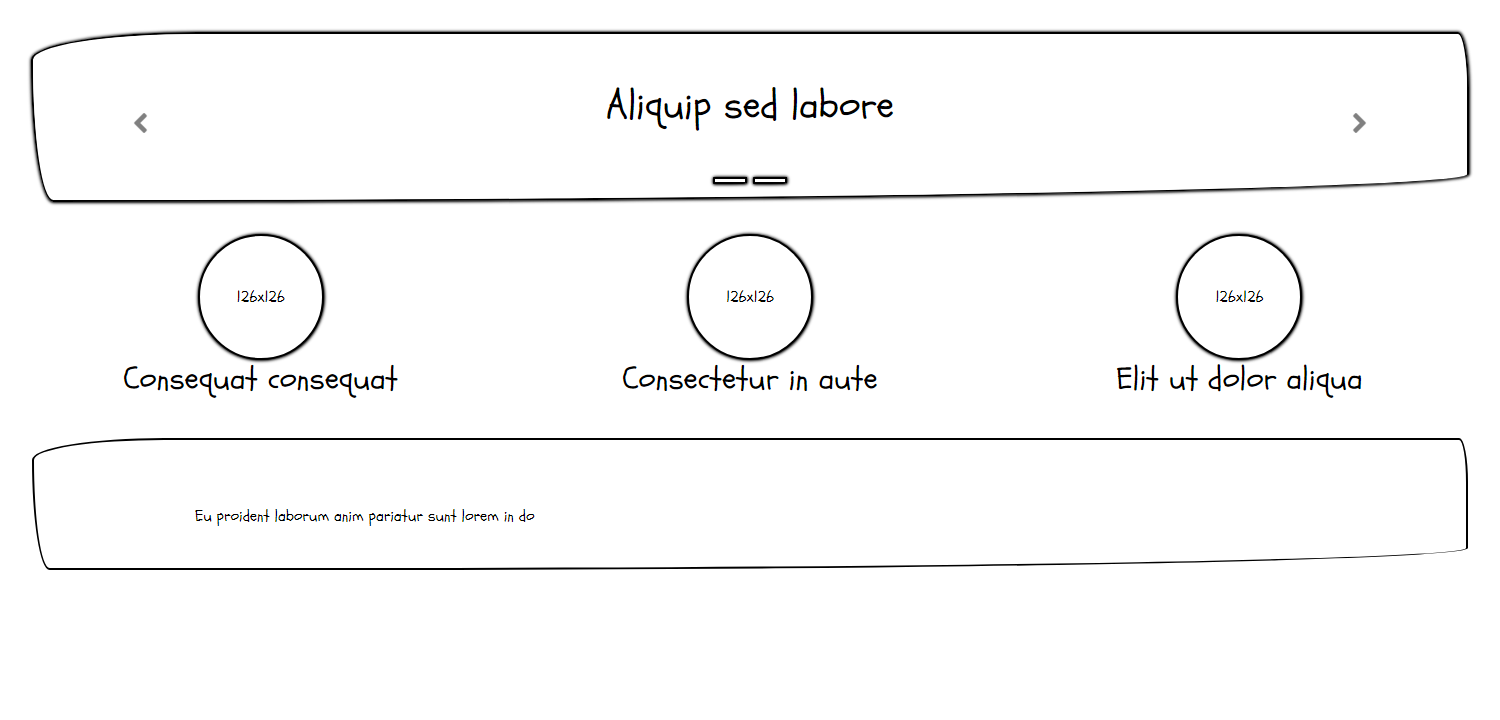 Aliquip sed labore
126x126
126x126
126x126
Consequat consequat
Consectetur in aute
Elit ut dolor aliqua
Eu proident laborum anim pariatur sunt lorem in do